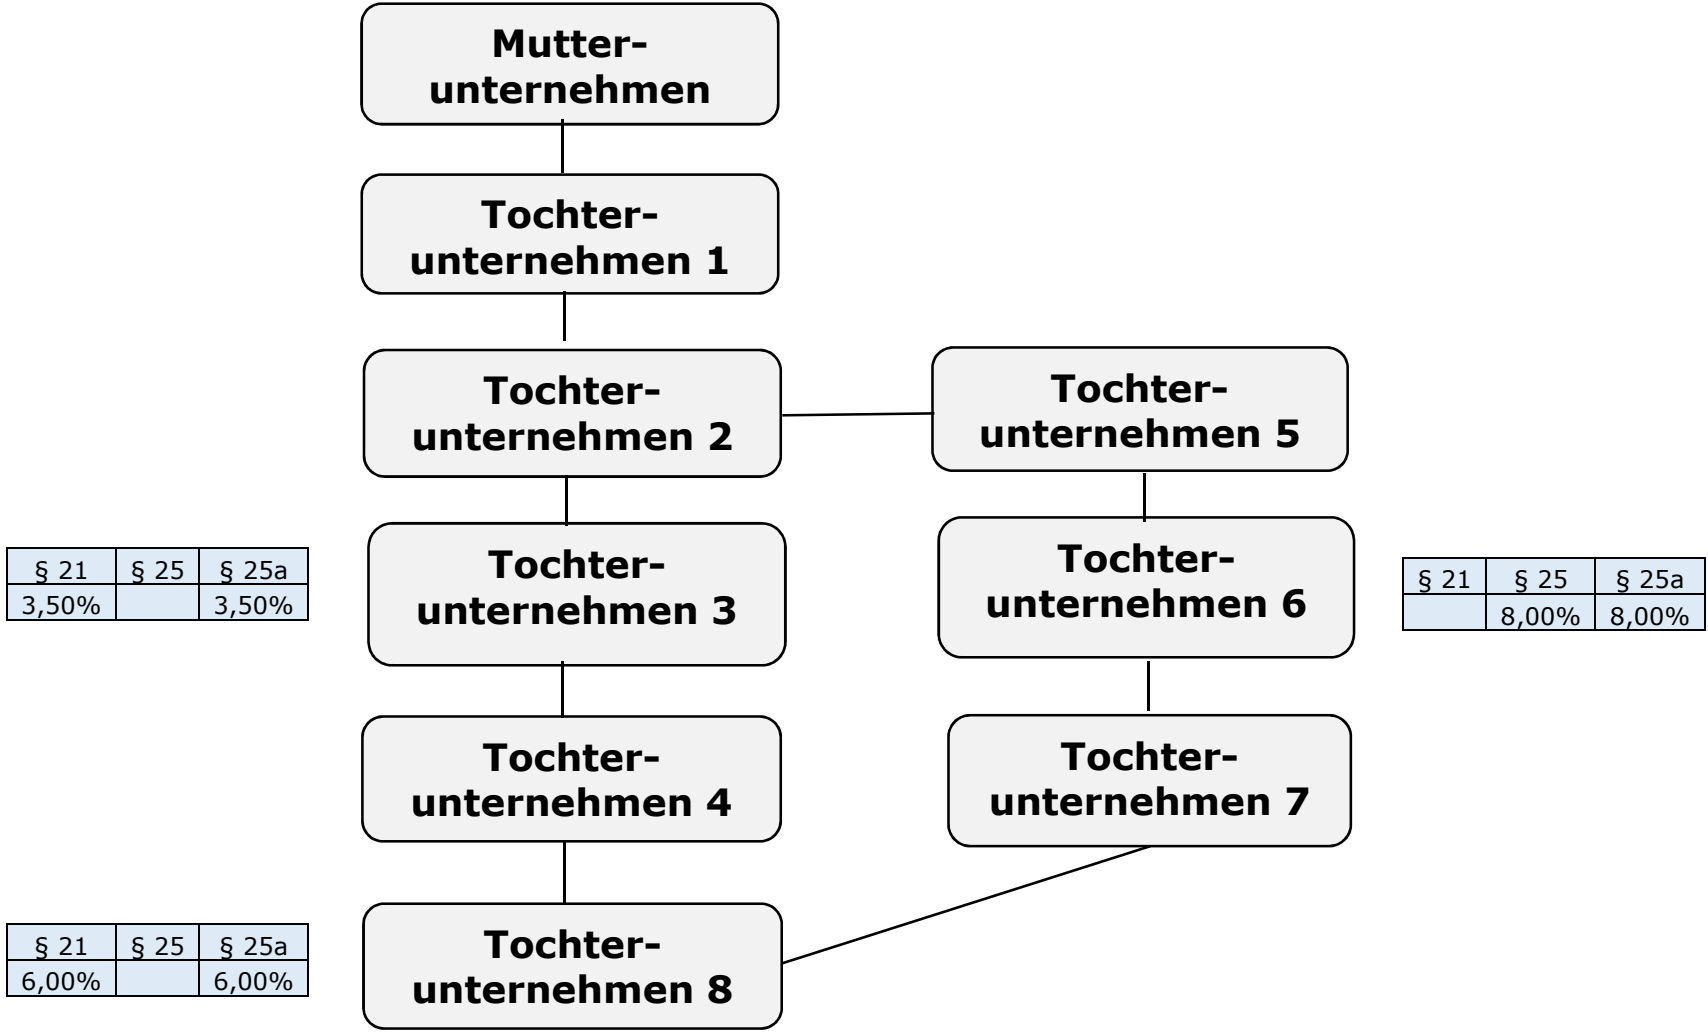 Mutter-
unternehmen
Tochter-
unternehmen 1
Tochter-
unternehmen 2
Tochter-
unternehmen 5
§ 21 § 25 § 25a
3,50% 3,50%
Tochter-
unternehmen 3
Tochter-
unternehmen 6
§ 21 § 25 § 25a
8,00% 8,00%
Tochter-
unternehmen 4
Tochter-
unternehmen 7
§ 21 § 25 § 25a
6,00% 6,00%
Tochter-
unternehmen 8